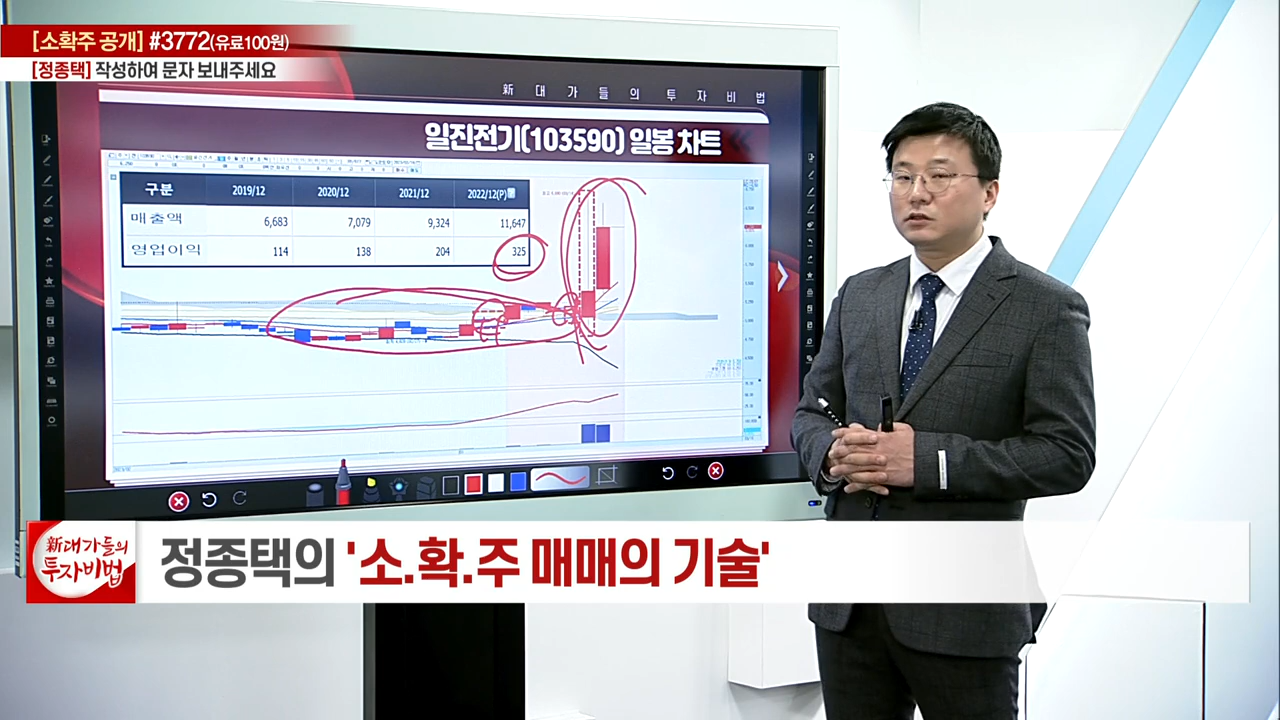 [소확주 공개] #3772(유료100원)
[정종택] 작성하여 문자 보내주세요
新 대 가 들 의 투 자 비 법
일진전기(103590) 일봉 차트
구분 2019/12 2020/12 2021/12 2022/12(P)
매출액 6,683 7,079 9,324 11,647
영업이익 114 138 204 325
新대가들의
투자비법
정종택의 '소.확.주 매매의 기술'